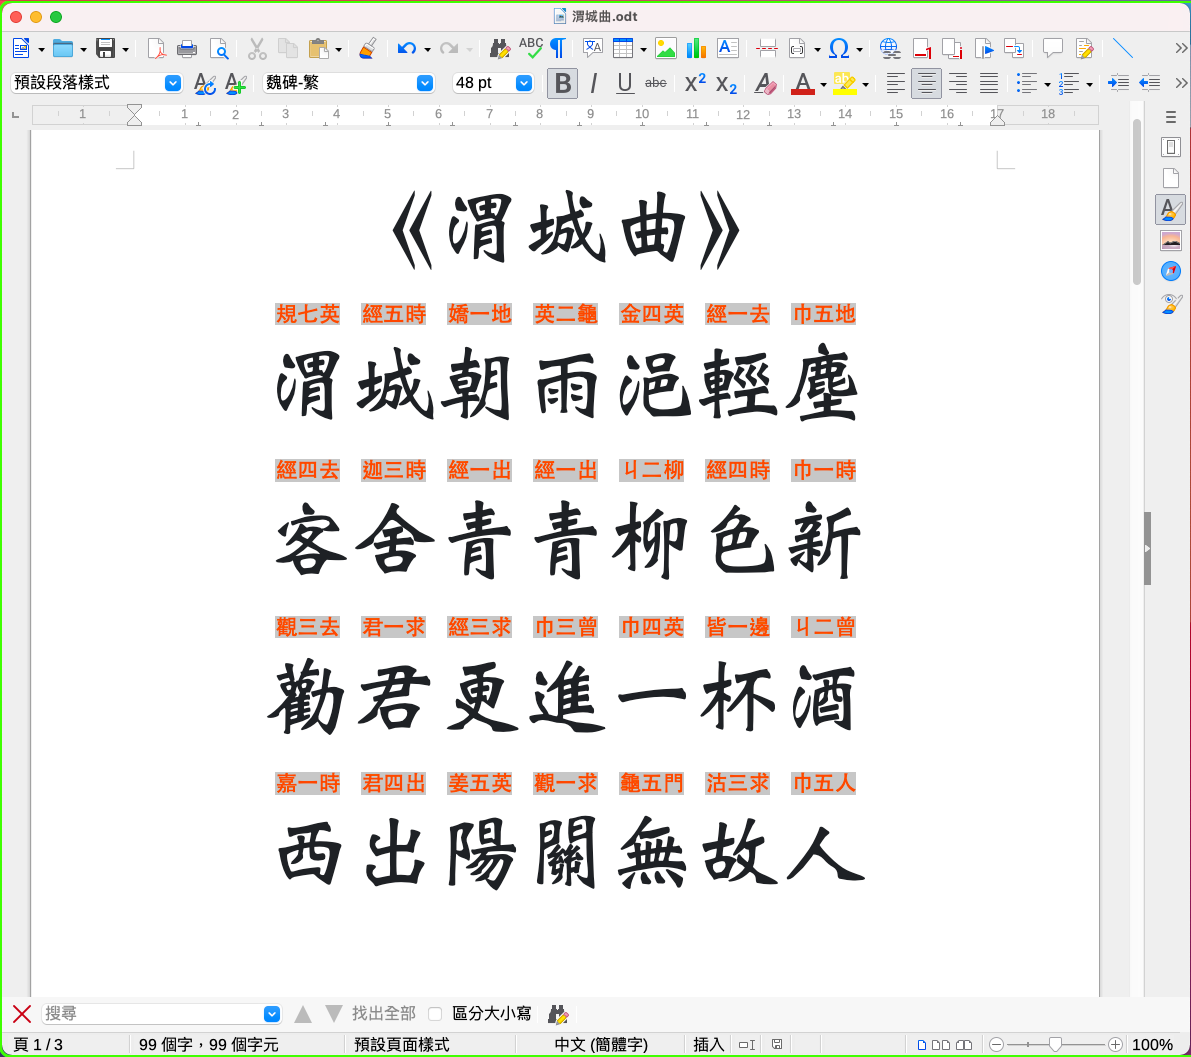 渭城曲.odt
預設段落樣式 魏碑-繁 48 pt
1 1 2 3 4 5 6 7 8 9 10 11 12 13 14 15 16 17 18
《渭城曲》
規七英 經五時 嬌一地 英二龜 金四英 經一去 巾五地
渭城朝雨浥輕塵
經四去 迦三時 經一出 經一出 丩二柳 經四時 巾一時
客舍青青柳色新
觀三去 君一求 經三求 巾三曾 巾四英 皆一邊 丩二曾
勸君更進一杯酒
嘉一時 君四出 姜五英 觀一求 龜五門 沽三求 巾五人
西出陽關無故人
搜尋 找出全部 區分大小寫
頁 1 / 3 99 個字，99 個字元 預設頁面樣式 中文 (簡體字) 插入 100%